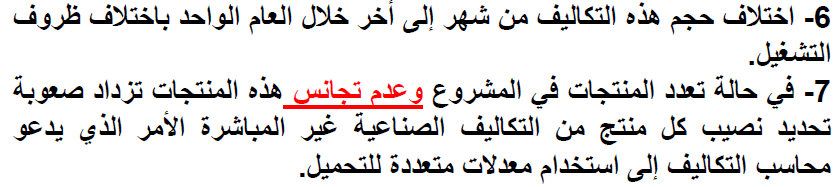 6- اختلاف حجم هذه التكاليف من شهر إلى أخر خلال العام الواحد باختلاف ظروف
التشغيل.
7- في حالة تعدد المنتجات في المشروع وعدم تجانس هذه المنتجات تزداد صعوبة
تحديد نصيب كل منتج من التكاليف الصناعية غير المباشرة الأمر الذي يدعو
محاسب التكاليف إلى استخدام معدلات متعددة للتحميل.